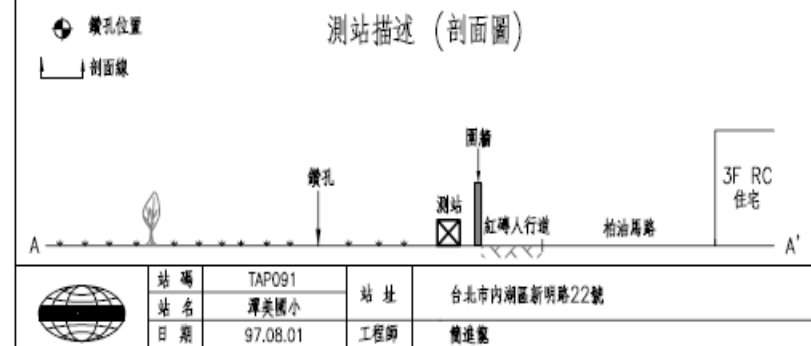 測站描述 (剖面圖)
鑽孔位置
剖面線
圍牆
鑽孔
測站
紅磚人行道
柏油馬路
3F RC
住宅
A
A'
站 碼 TAP091
站 名 潭美國小
日 期 97.08.01
站 址 台北市內湖區新明路22號
工程師 簡進龍